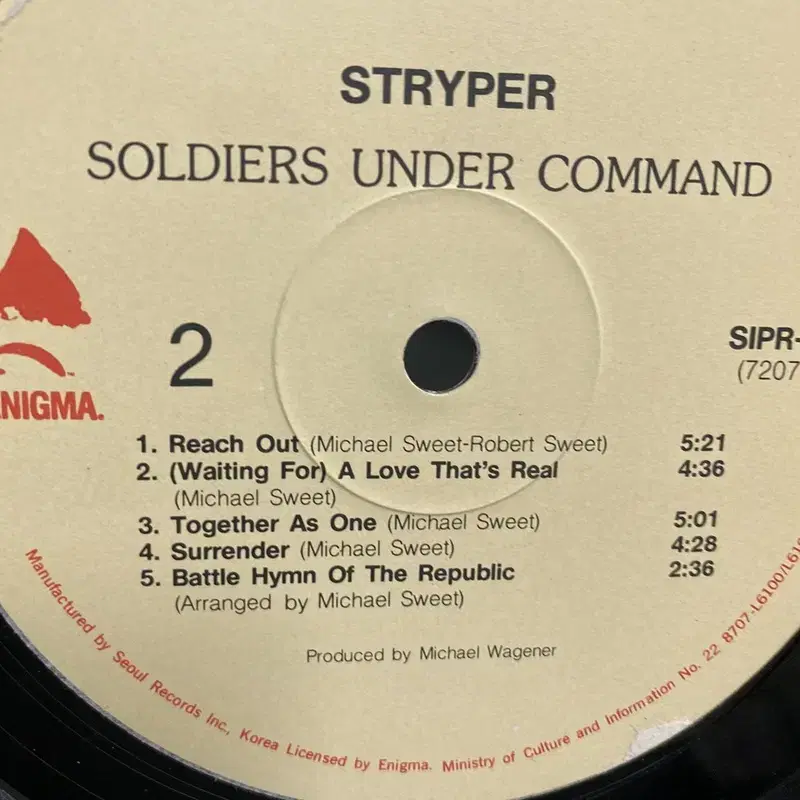 STRYPER
SOLDIERS UNDER COMMAND
2
SIPR-
(7207
ENIGMA.
1. Reach Out (Michael Sweet-Robert Sweet) 5:21
2. (Waiting For) A Love That's Real 4:36
(Michael Sweet)
3. Together As One (Michael Sweet) 5:01
4. Surrender (Michael Sweet) 4:28
5. Battle Hymn Of The Republic 2:36
(Arranged by Michael Sweet)
Produced by Michael Wagener
Manufactured by Seoul Records Inc., Korea Licensed by Enigma. Ministry of Culture and Information No. 22 8707-L6100/L61